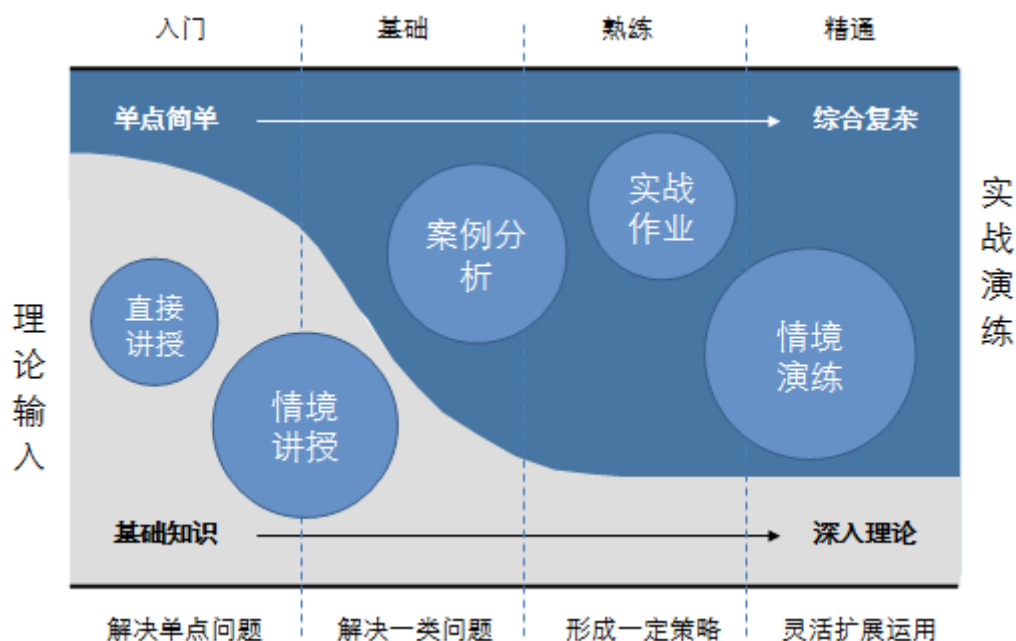 入门
基础
熟练
精通
单点简单
综合复杂
实战
作业
案例分
析
直接
讲授
情境
演练
情境
讲授
理论输入
实战演练
基础知识
深入理论
解决单点问题
解决一类问题
形成一定策略
灵活扩展运用